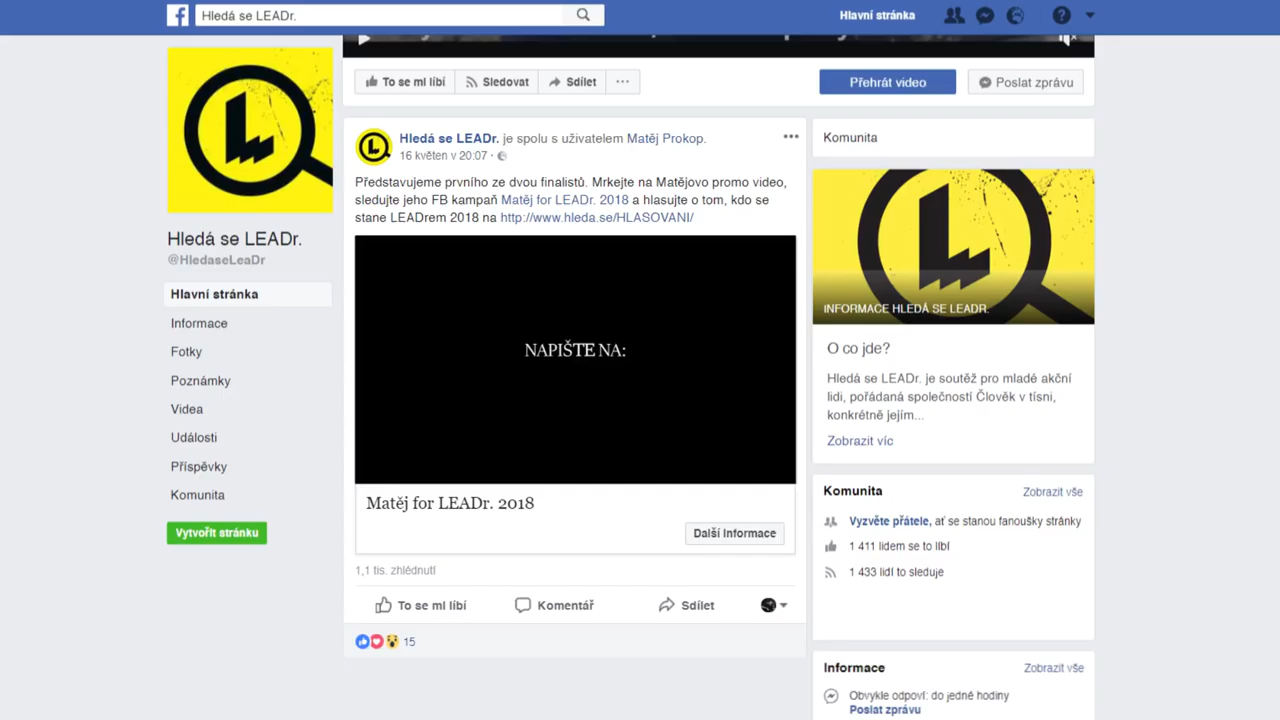 Hledá se LEADr.
Hlavní stránka
To se mi líbí
Sledovat
Sdílet
Přehrát video
Poslat zprávu
Hledá se LEADr.
@HledaseLeaDr
Hlavní stránka
Informace
Fotky
Poznámky
Videa
Události
Příspěvky
Komunita
Vytvořit stránku
Hledá se LEADr. je spolu s uživatelem Matěj Prokop.
16 květen v 20:07 ·
Představujeme prvního ze dvou finalistů. Mrkejte na Matějovo promo video,
sledujte jeho FB kampaň Matěj for LEADr. 2018 a hlasujte o tom, kdo se
stane LEADrem 2018 na http://www.hleda.se/HLASOVANI/
NAPIŠTE NA:
Matěj for LEADr. 2018
Další informace
1,1 tis. zhlédnutí
To se mi líbí
Komentář
Sdílet
15
Komunita
INFORMACE HLEDÁ SE LEADR.
O co jde?
Hledá se LEADr. je soutěž pro mladé akční
lidi, pořádaná společností Člověk v tísni,
konkrétně jejím...
Zobrazit víc
Komunita
Zobrazit vše
Vyzvěte přátele, ať se stanou fanoušky stránky
1 411 lidem se to líbí
1 433 lidí to sleduje
Informace
Zobrazit vše
Obvykle odpoví: do jedné hodiny
Poslat zprávu